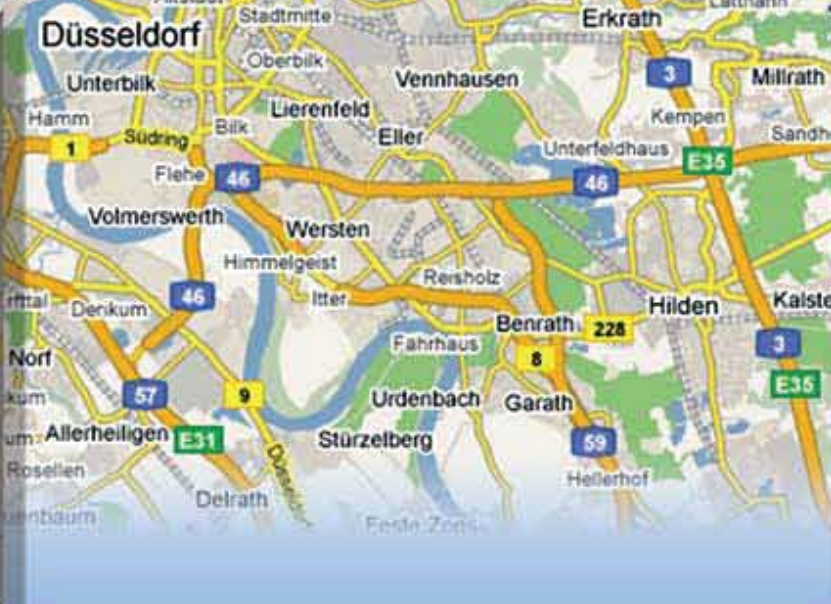 Stadtmitte
Erkrath
Düsseldorf
Oberbilk
3
Unterbilk
Vennhausen
Millrath
Hamm
Lierenfeld
Kempen
Südring
Bilk
Eller
1
Unterfeldhaus
E35
Flehe
46
46
Volmerswerth
Wersten
Himmelgeist
Reisholz
46
Derikum
Itter
Hilden
Benrath
228
Fahrhaus
3
Norf
8
E35
57
9
Urdenbach
Garath
Allerheiligen
E31
Stürzelberg
59
Rosellen
Hellerhof
Delrath